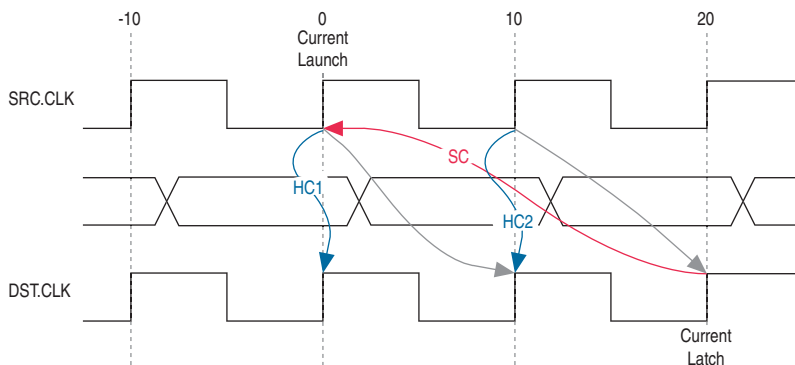 -10
0
10
20
Current
Launch
SRC.CLK
SC
HC1
HC2
DST.CLK
Current
Latch